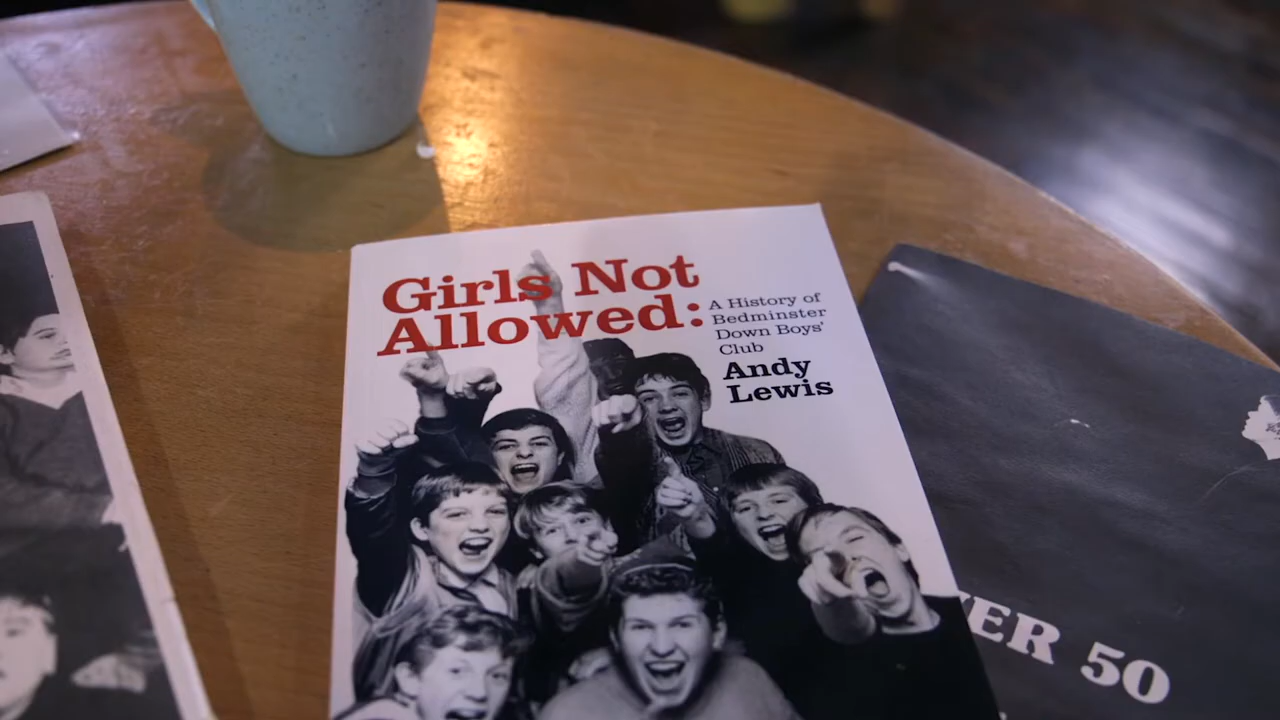 Girls Not
Allowed:
A History of
Bedminster
Down Boys'
Club
Andy
Lewis
ER 50